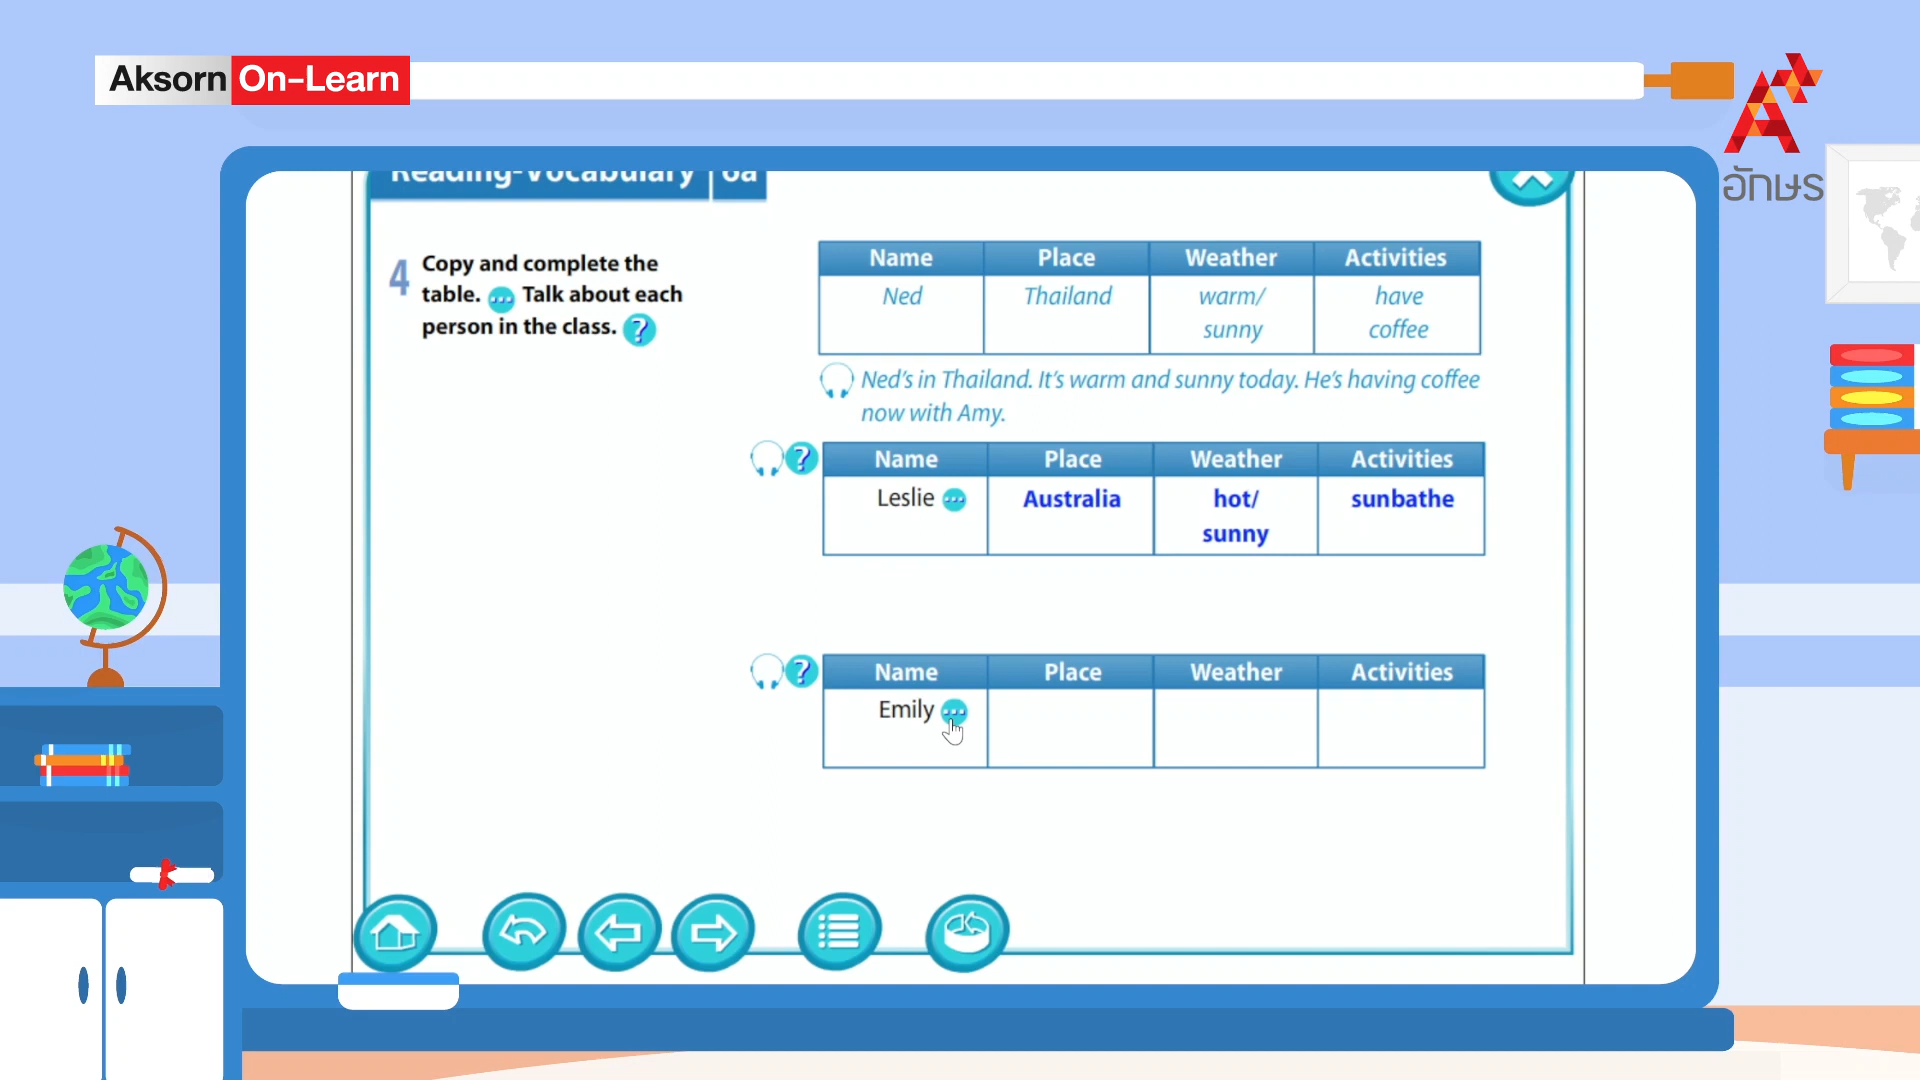 Aksorn On-Learn
อักษร
Reading-Vocabulary 6a
4 Copy and complete the
table. Talk about each
person in the class.
Name Place Weather Activities
Ned Thailand warm/ have
sunny coffee
Ned's in Thailand. It's warm and sunny today. He's having coffee
now with Amy.
Name Place Weather Activities
Leslie Australia hot/ sunbathe
sunny
Name Place Weather Activities
Emily